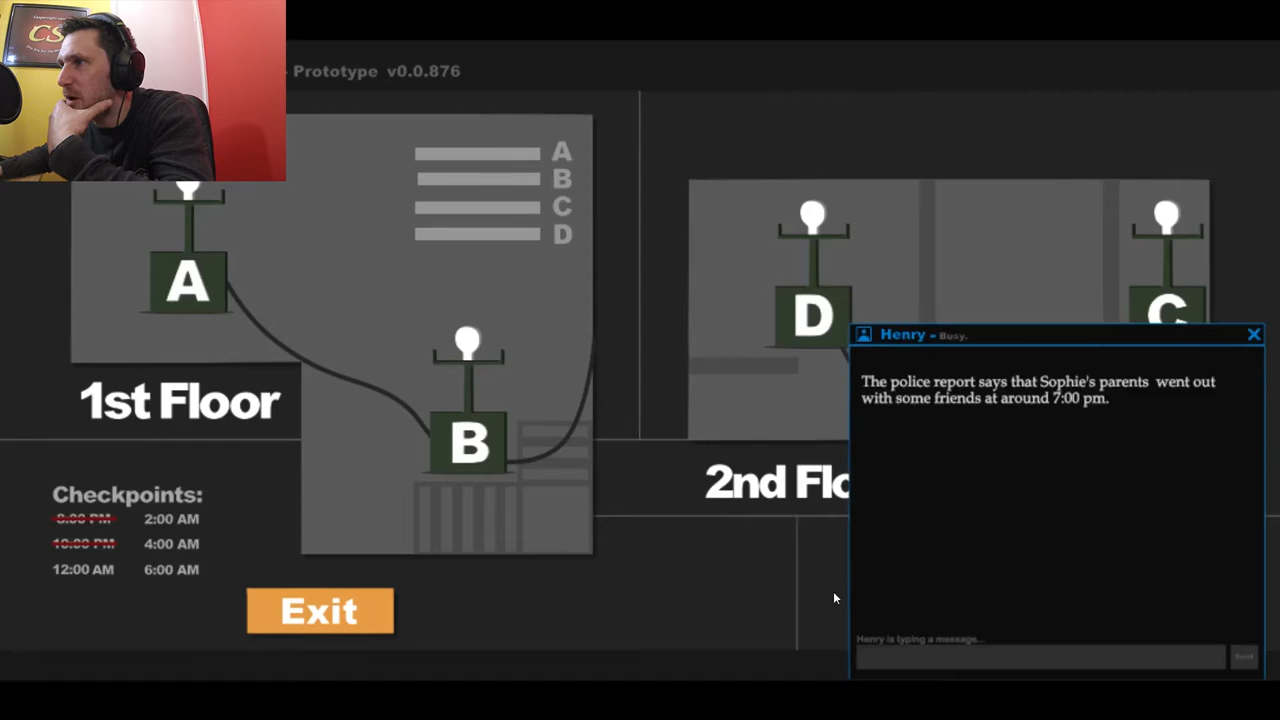 CS
- Prototype v0.0.876
A
B
C
D
A
B
D
C
1st Floor
2nd Flo
Henry - Busy.
The police report says that Sophie's parents went out
with some friends at around 7:00 pm.
Henry is typing a message...
Send
Checkpoints:
8:00 PM 2:00 AM
10:00 PM 4:00 AM
12:00 AM 6:00 AM
Exit